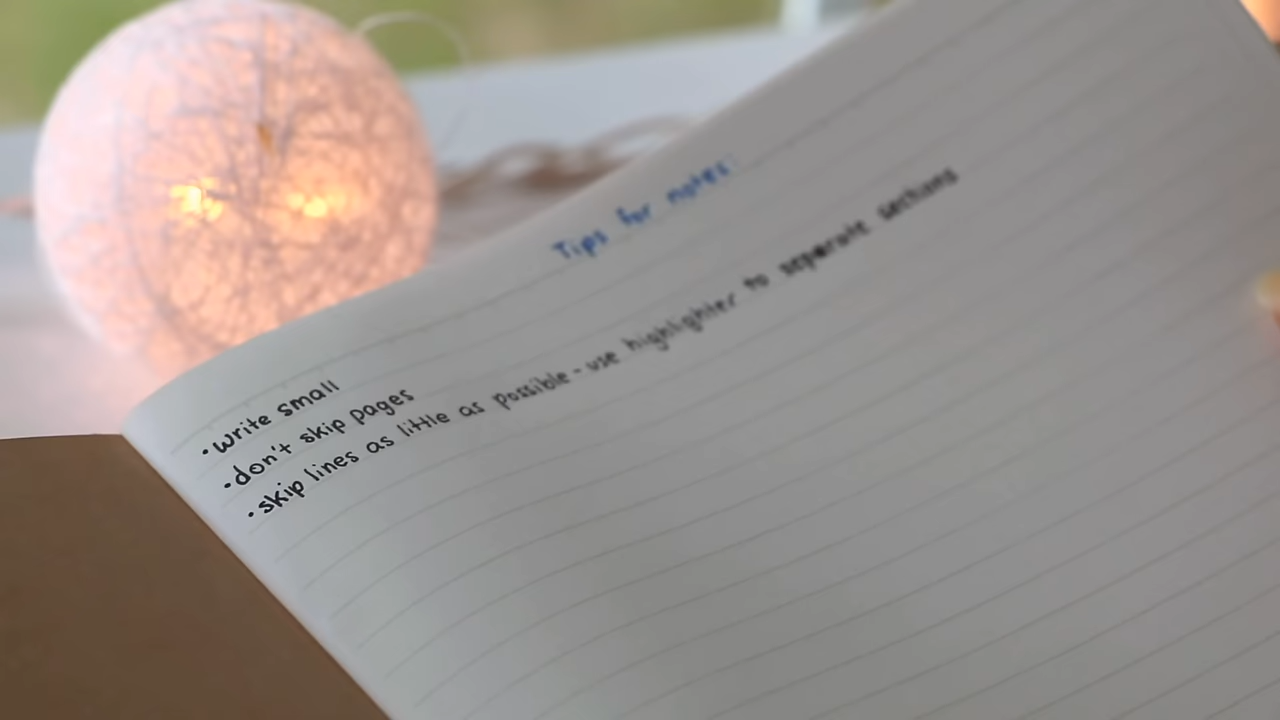 Tips for notes:
•write small
•don't skip pages
•skip lines as little as possible - use highlighter to separate sections